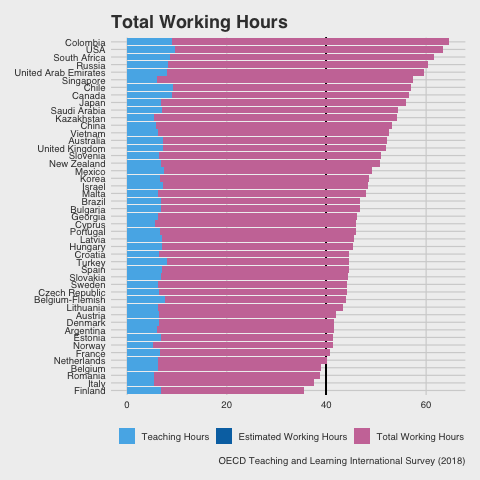 Total Working Hours
Colombia
USA
South Africa
Russia
United Arab Emirates
Singapore
Chile
Canada
Japan
Saudi Arabia
Kazakhstan
China
Vietnam
Australia
United Kingdom
Slovenia
New Zealand
Mexico
Korea
Israel
Malta
Brazil
Bulgaria
Georgia
Cyprus
Portugal
Latvia
Hungary
Croatia
Turkey
Spain
Slovakia
Sweden
Czech Republic
Belgium-Flemish
Lithuania
Austria
Denmark
Argentina
Estonia
Norway
France
Netherlands
Belgium
Romania
Italy
Finland
0 20 40 60
Teaching Hours Estimated Working Hours Total Working Hours
OECD Teaching and Learning International Survey (2018)